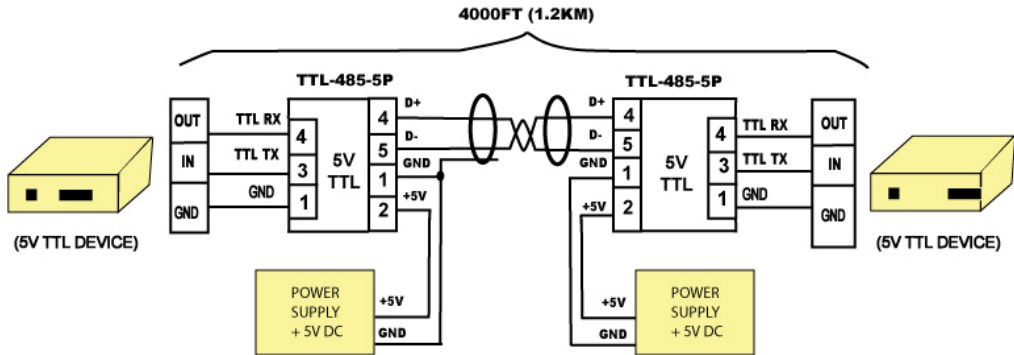 4000FT (1.2KM)
TTL-485-5P
TTL-485-5P
OUT
IN
GND
TTL RX
TTL TX
GND
4
3
1
5V
TTL
4
5
1
2
D+
D-
GND
+5V
D+
D-
GND
+5V
4
5
1
2
5V
TTL
4
3
1
TTL RX
TTL TX
GND
OUT
IN
GND
(5V TTL DEVICE)
(5V TTL DEVICE)
POWER
SUPPLY
+ 5V DC
+5V
GND
+5V
GND
POWER
SUPPLY
+ 5V DC